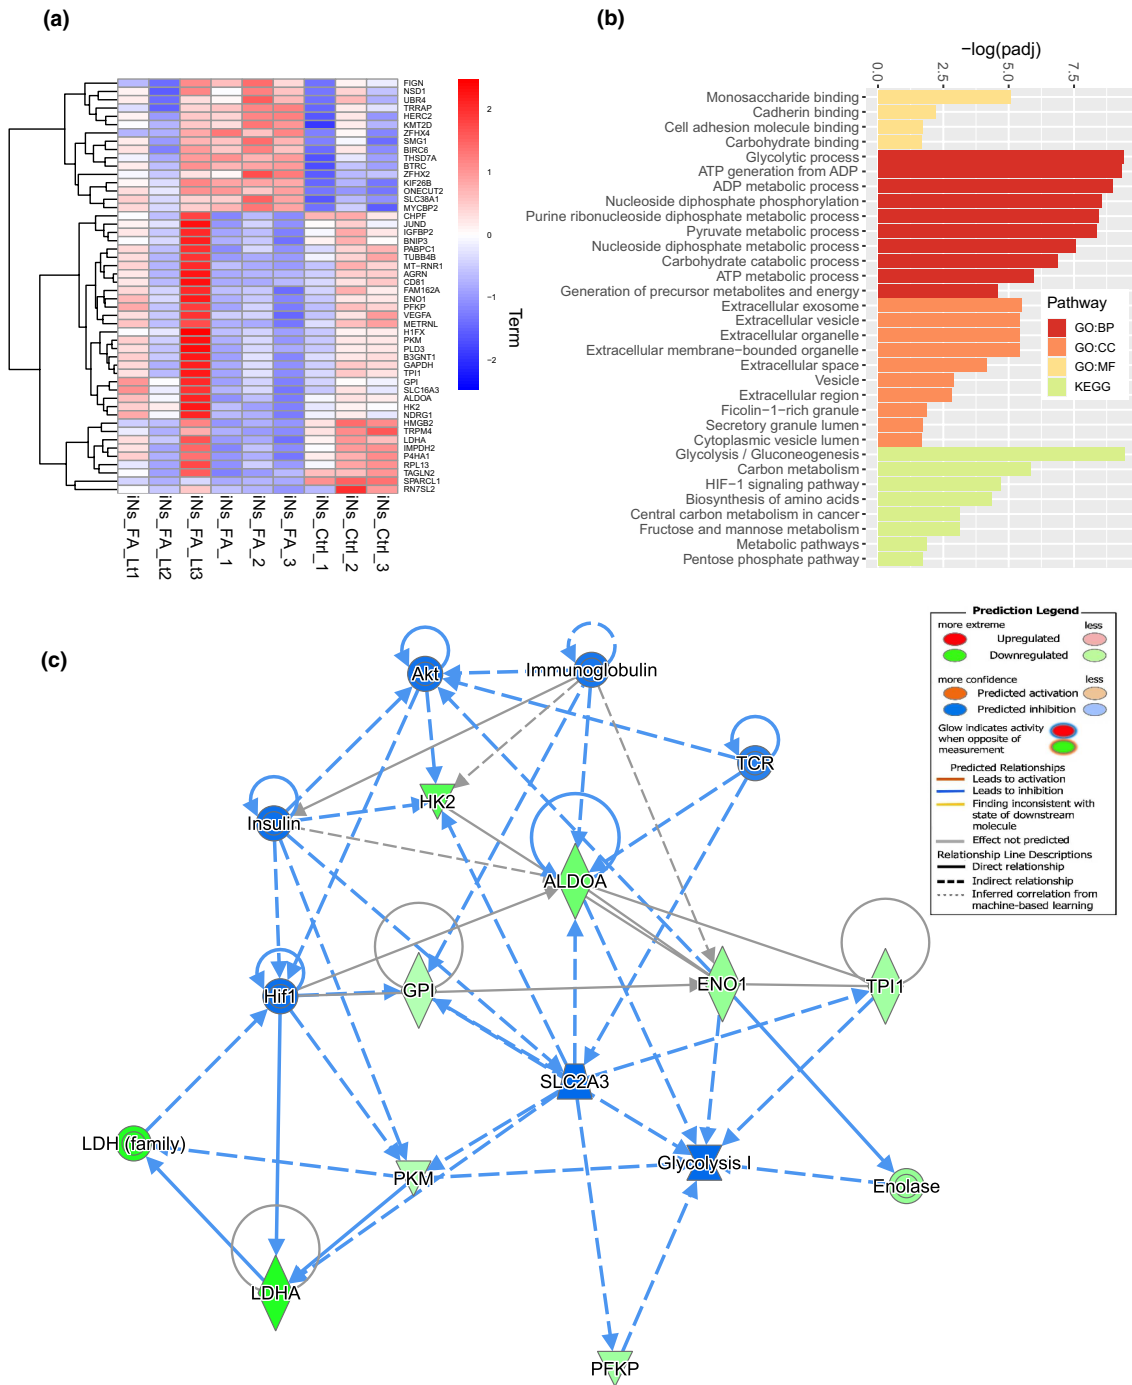 (a)
FIGN
NSD1
UBR4
TRRAP
HERC2
KMT2D
ZFHX4
SMG1
BIRC6
THSD7A
BTRC
ZFHX2
KIF26B
ONECUT2
SLC38A1
MYCBP2
CHPF
JUND
IGFBP2
BNIP3
PABPC1
TUBB4B
MT−RNR1
AGRN
CD81
FAM162A
ENO1
PFKP
VEGFA
METRNL
H1FX
PKM
PLD3
B3GNT1
GAPDH
TPI1
GPI
SLC16A3
ALDOA
HK2
NDRG1
HMGB2
TRPM4
LDHA
IMPDH2
P4HA1
RPL13
TAGLN2
SPARCL1
RN7SL2
iNs_FA_Lt1
iNs_FA_Lt2
iNs_FA_Lt3
iNs_FA_1
iNs_FA_2
iNs_FA_3
iNs_Ctrl_1
iNs_Ctrl_2
iNs_Ctrl_3
2
1
0
−1
−2
(b)
Term
−log(padj)
0.0
2.5
5.0
7.5
Monosaccharide binding
Cadherin binding
Cell adhesion molecule binding
Carbohydrate binding
Glycolytic process
ATP generation from ADP
ADP metabolic process
Nucleoside diphosphate phosphorylation
Purine ribonucleoside diphosphate metabolic process
Pyruvate metabolic process
Nucleoside diphosphate metabolic process
Carbohydrate catabolic process
ATP metabolic process
Generation of precursor metabolites and energy
Extracellular exosome
Extracellular vesicle
Extracellular organelle
Extracellular membrane−bounded organelle
Extracellular space
Vesicle
Extracellular region
Ficolin−1−rich granule
Secretory granule lumen
Cytoplasmic vesicle lumen
Glycolysis / Gluconeogenesis
Carbon metabolism
HIF−1 signaling pathway
Biosynthesis of amino acids
Central carbon metabolism in cancer
Fructose and mannose metabolism
Metabolic pathways
Pentose phosphate pathway
Pathway
GO:BP
GO:CC
GO:MF
KEGG
(c)
Akt
Immunoglobulin
TCR
HK2
Insulin
ALDOA
Hif1
GPI
ENO1
TPI1
SLC2A3
LDH (family)
PKM
Glycolysis I
Enolase
LDHA
PFKP
Prediction Legend
more extreme less
Upregulated
Downregulated
more confidence less
Predicted activation
Predicted inhibition
Glow indicates activity
when opposite of
measurement
Predicted Relationships
Leads to activation
Leads to inhibition
Finding inconsistent with
state of downstream
molecule
Effect not predicted
Relationship Line Descriptions
Direct relationship
Indirect relationship
Inferred correlation from
machine-based learning